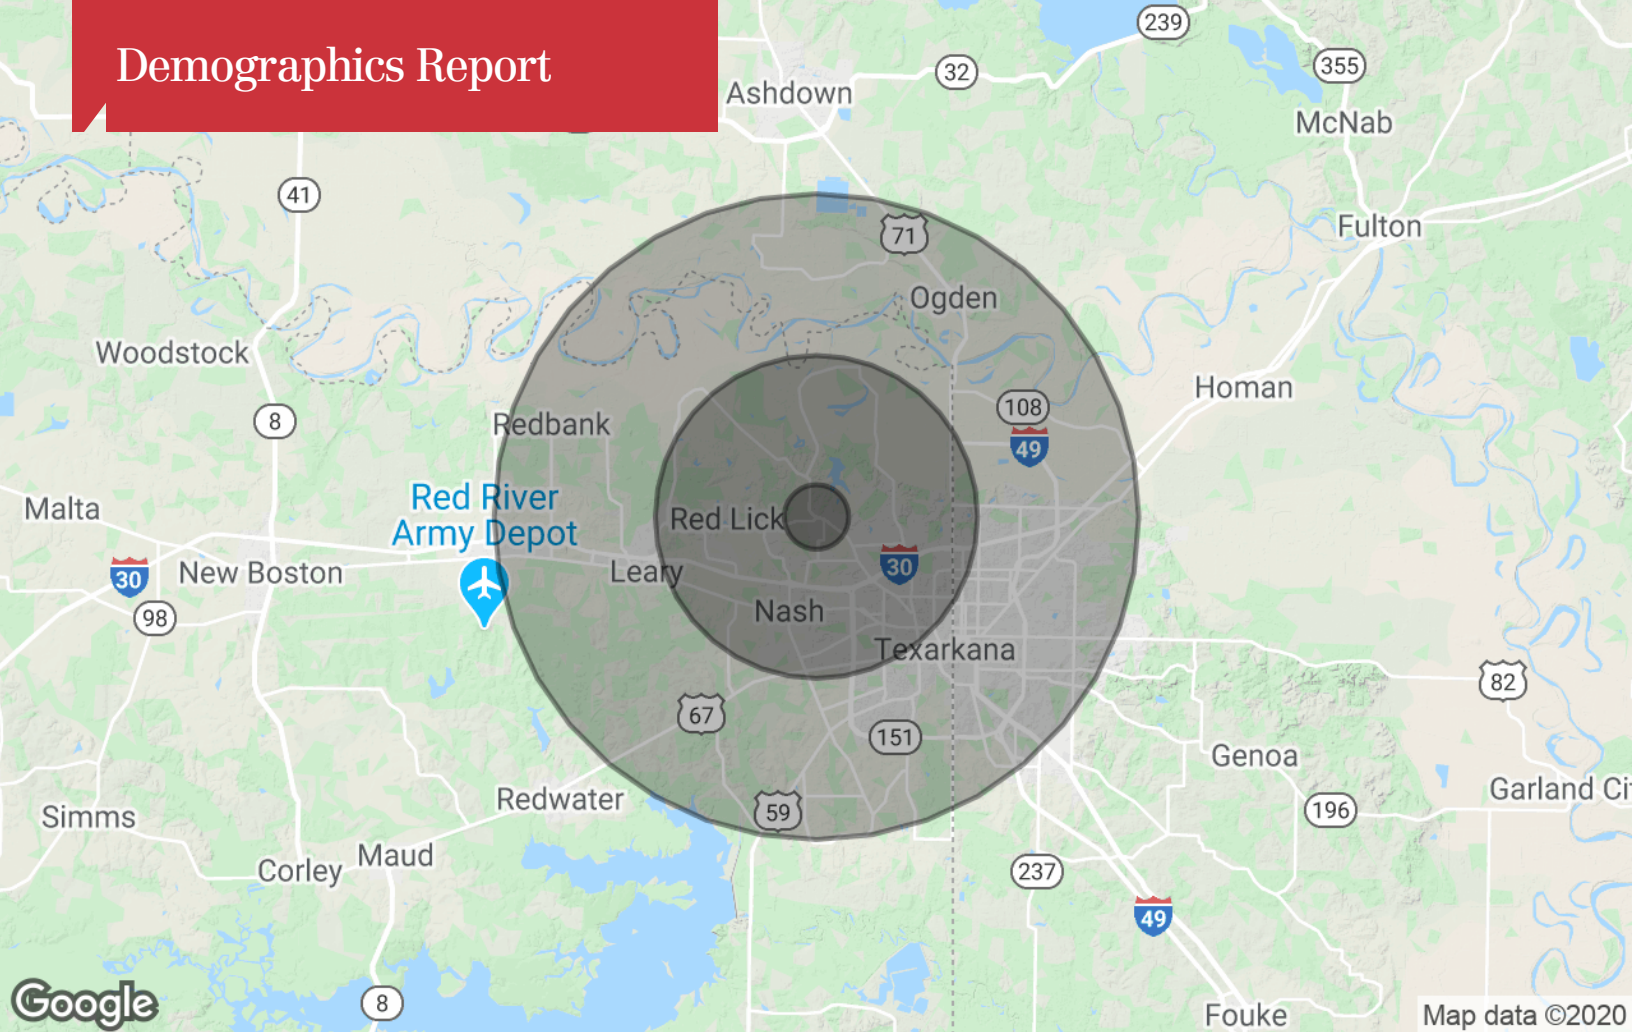 Demographics Report
239
355
32
Ashdown
McNab
41
Fulton
71
Ogden
Woodstock
Homan
108
8
Redbank
49
Red River
Army Depot
Malta
Red Lick
30
New Boston
Leary
30
98
Nash
Texarkana
82
67
151
Genoa
Redwater
59
Garland Ci
196
Simms
Corley
Maud
237
49
Google
8
Fouke
Map data ©2020